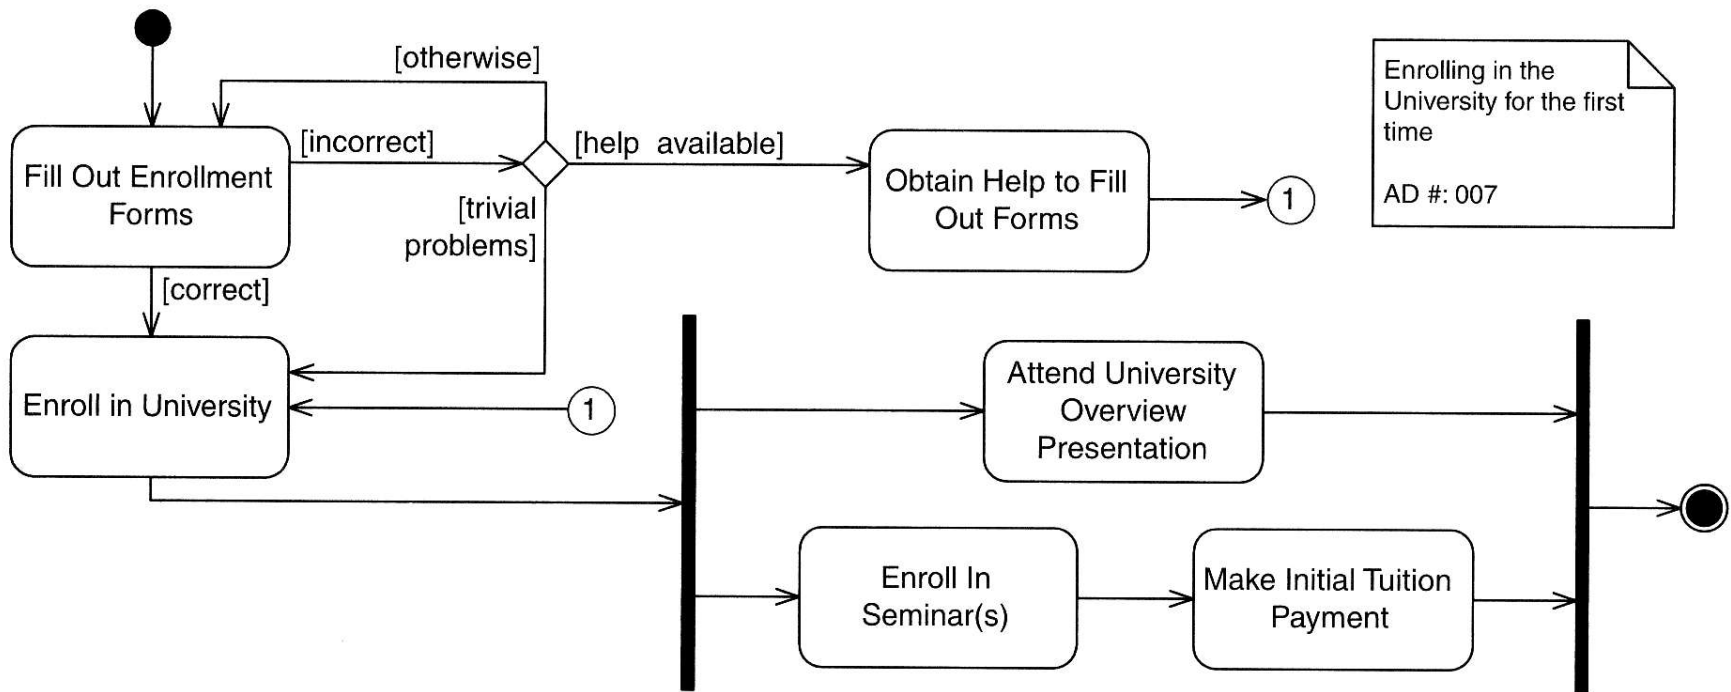 [otherwise]
Enrolling in the
University for the first
time
AD #: 007
[incorrect]
[help available]
Fill Out Enrollment
Forms
[trivial
problems]
Obtain Help to Fill
Out Forms
1
[correct]
Enroll in University
1
Attend University
Overview
Presentation
Enroll In
Seminar(s)
Make Initial Tuition
Payment